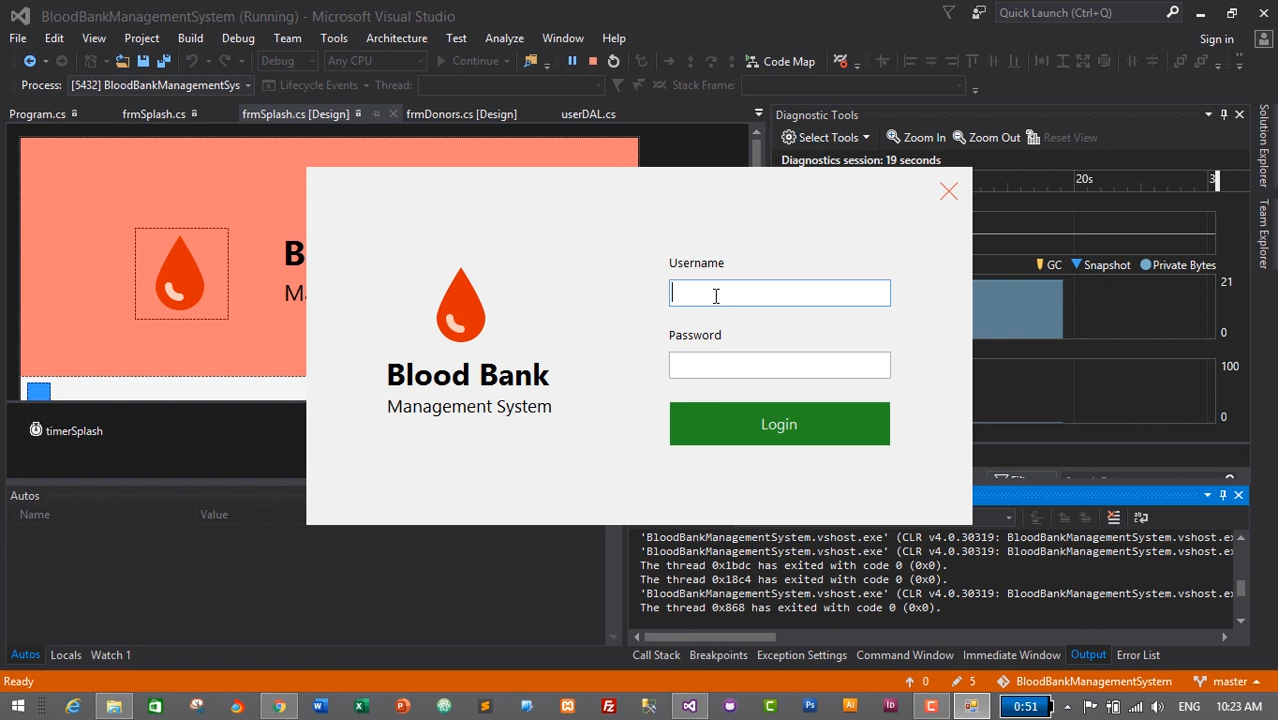 BloodBankManagementSystem (Running) - Microsoft Visual Studio
Quick Launch (Ctrl+Q)
File Edit View Project Build Debug Team Tools Architecture Test Analyze Window Help
Sign in
Debug Any CPU Continue Code Map
Process: [5432] BloodBankManagementSys Lifecycle Events Thread: Stack Frame:
Program.cs frmSplash.cs frmSplash.cs [Design] frmDonors.cs [Design] userDAL.cs
Diagnostic Tools
Select Tools Zoom In Zoom Out Reset View
Diagnostics session: 19 seconds
20s
GC Snapshot Private Bytes
21
0
100
0
Solution Explorer
Team Explorer
B
Ma
timerSplash
Username
Password
Login
Blood Bank
Management System
Autos
Name Value
'BloodBankManagementSystem.vshost.exe' (CLR v4.0.30319: BloodBankManagementSystem.vshost.ex
'BloodBankManagementSystem.vshost.exe' (CLR v4.0.30319: BloodBankManagementSystem.vshost.ex
The thread 0x1bdc has exited with code 0 (0x0).
The thread 0x18c4 has exited with code 0 (0x0).
'BloodBankManagementSystem.vshost.exe' (CLR v4.0.30319: BloodBankManagementSystem.vshost.ex
The thread 0x868 has exited with code 0 (0x0).
Autos Locals Watch 1
Call Stack Breakpoints Exception Settings Command Window Immediate Window Output Error List
Ready
0 5 BloodBankManagementSystem master
0:51 ENG 10:23 AM